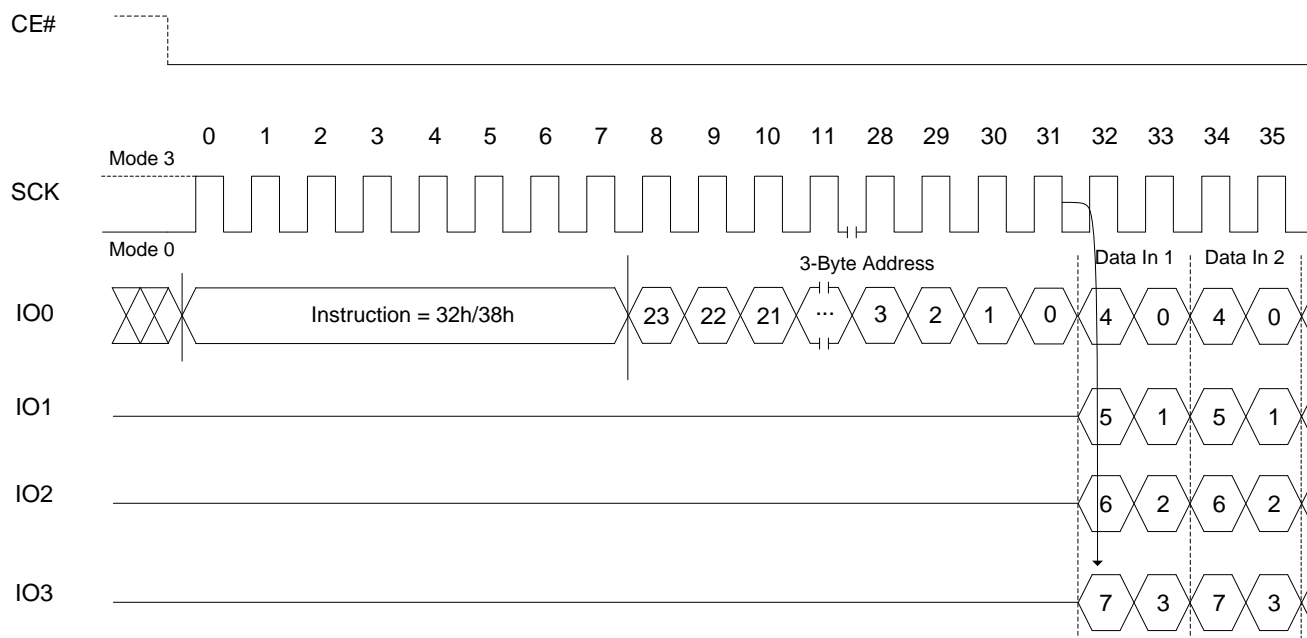 CE#
0 1 2 3 4 5 6 7 8 9 10 11 28 29 30 31 32 33 34 35
Mode 3
SCK
Mode 0
3-Byte Address
Data In 1 Data In 2
IO0 Instruction = 32h/38h 23 22 21 ... 3 2 1 0 4 0 4 0
IO1 5 1 5 1
IO2 6 2 6 2
IO3 7 3 7 3